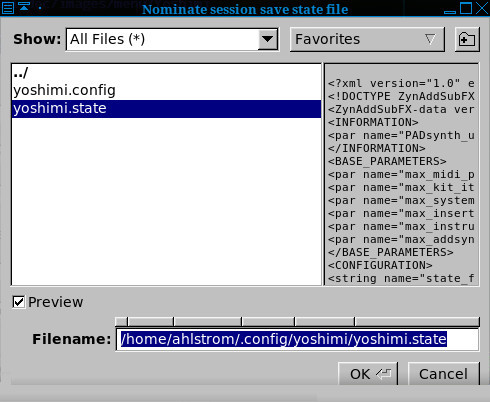 Nominate session save state file
Show: All Files (*) Favorites
../
yoshimi.config
yoshimi.state
<?xml version="1.0" e
<!DOCTYPE ZynAddSubFX
<ZynAddSubFX-data ver
<INFORMATION>
<par name="PADsynth_u
</INFORMATION>
<BASE_PARAMETERS>
<par name="max_midi_p
<par name="max_kit_it
<par name="max_system
<par name="max_insert
<par name="max_instru
<par name="max_addsyn
</BASE_PARAMETERS>
<CONFIGURATION>
<string name="state_f
Preview
Filename: /home/ahlstrom/.config/yoshimi/yoshimi.state
OK Cancel